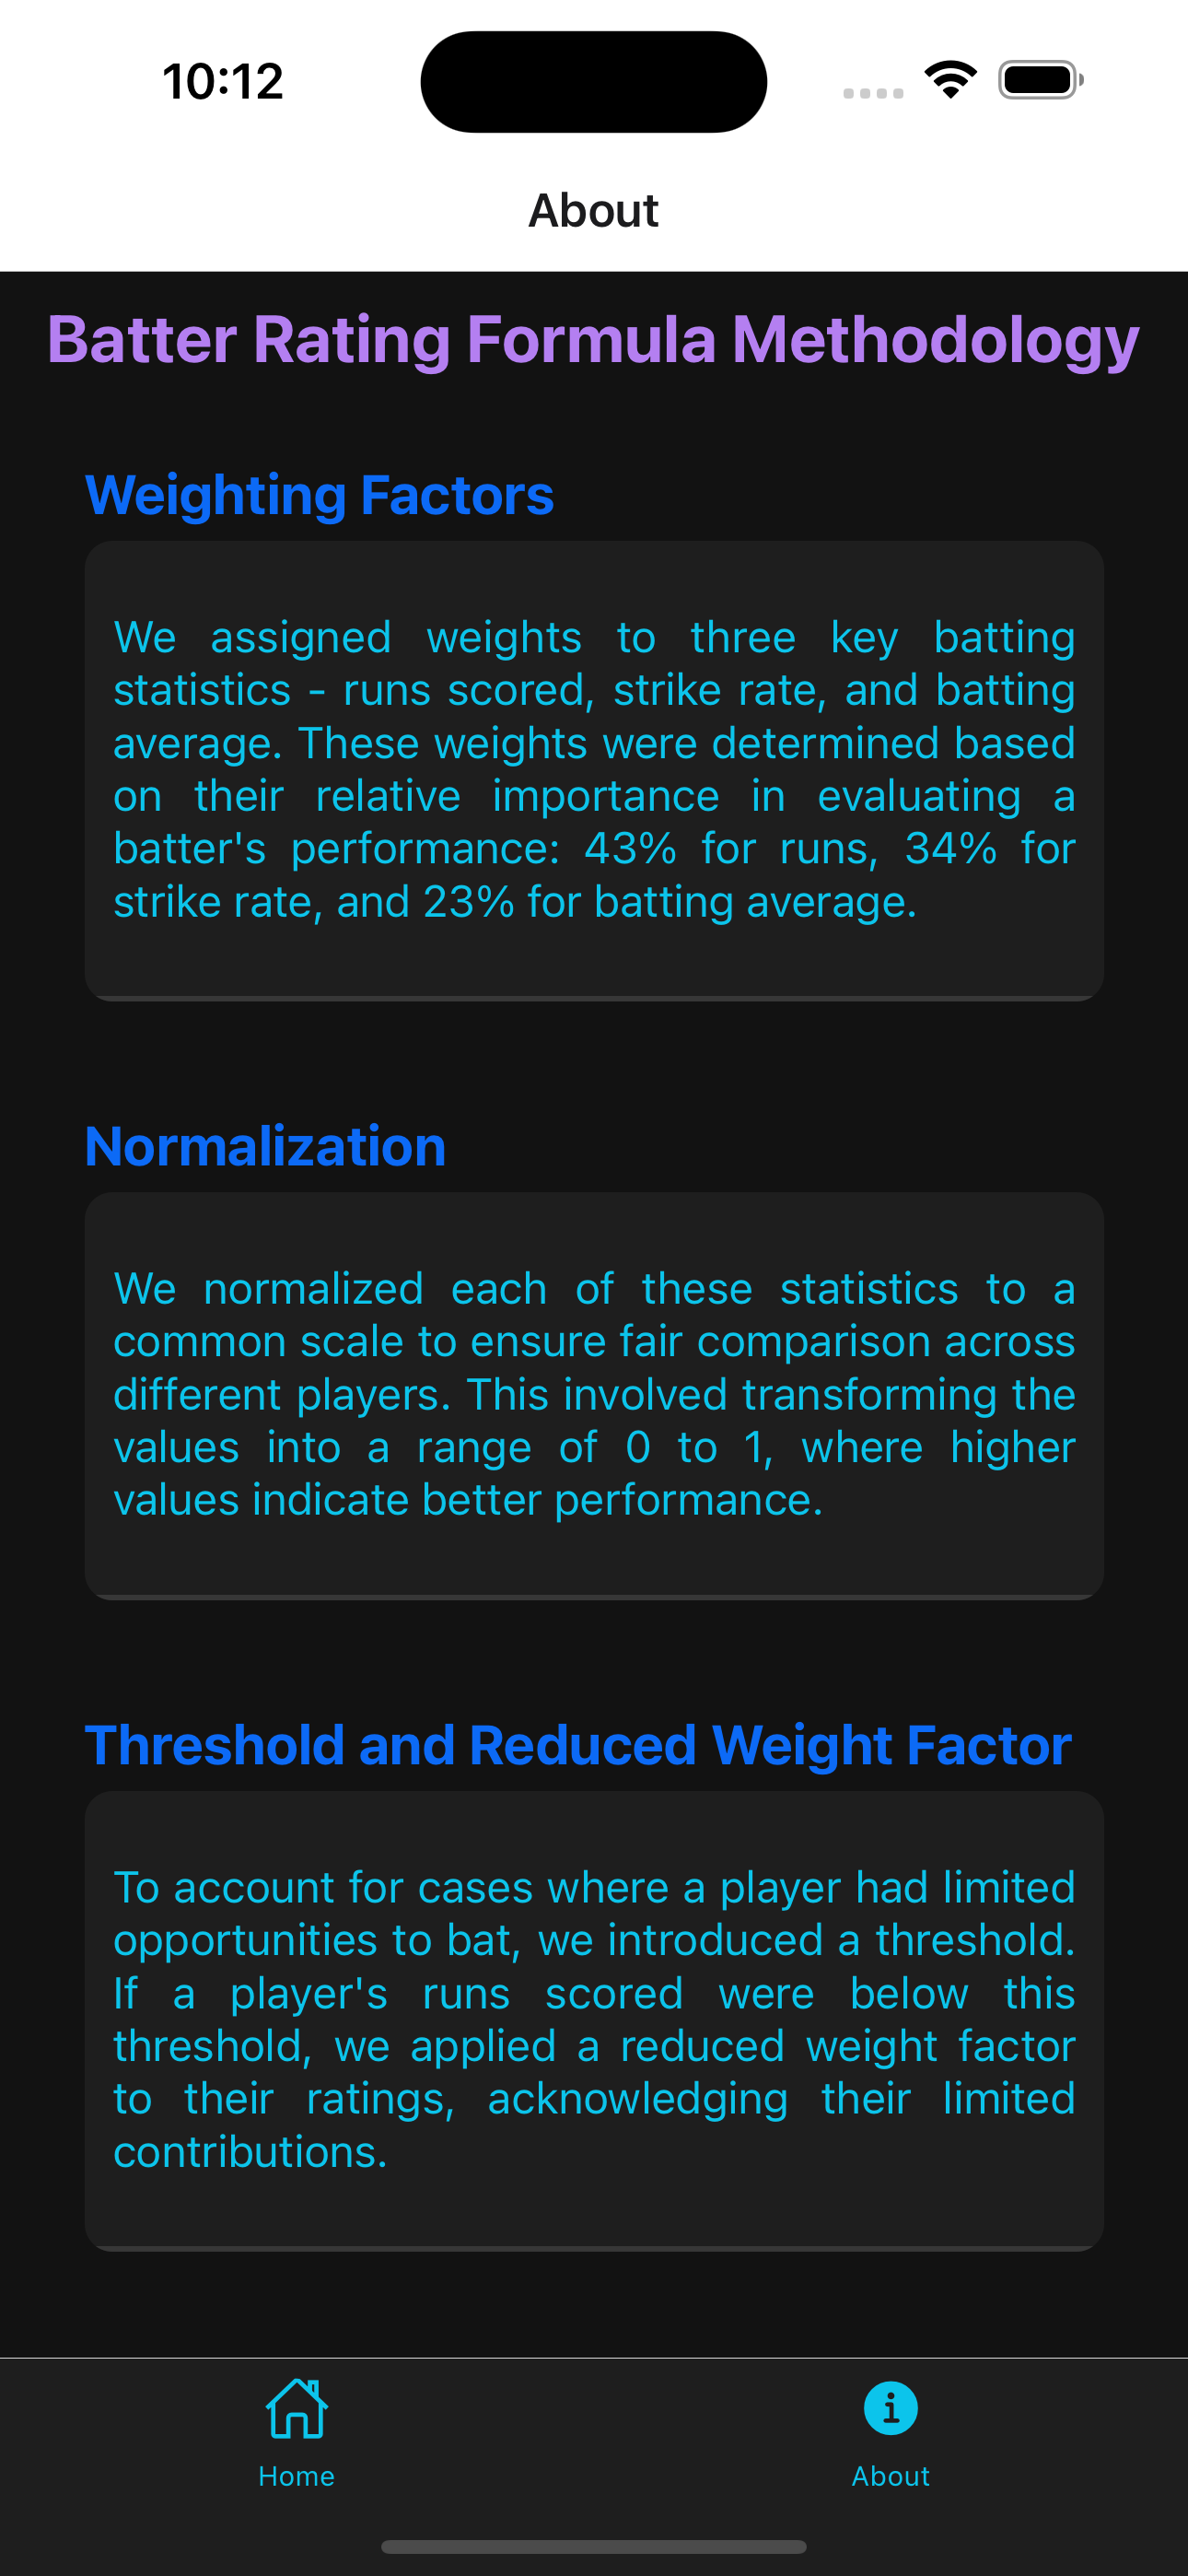 10:12
About
Batter Rating Formula Methodology
Weighting Factors
We assigned weights to three key batting
statistics - runs scored, strike rate, and batting
average. These weights were determined based
on their relative importance in evaluating a
batter's performance: 43% for runs, 34% for
strike rate, and 23% for batting average.
Normalization
We normalized each of these statistics to a
common scale to ensure fair comparison across
different players. This involved transforming the
values into a range of 0 to 1, where higher
values indicate better performance.
Threshold and Reduced Weight Factor
To account for cases where a player had limited
opportunities to bat, we introduced a threshold.
If a player's runs scored were below this
threshold, we applied a reduced weight factor
to their ratings, acknowledging their limited
contributions.
Home
About